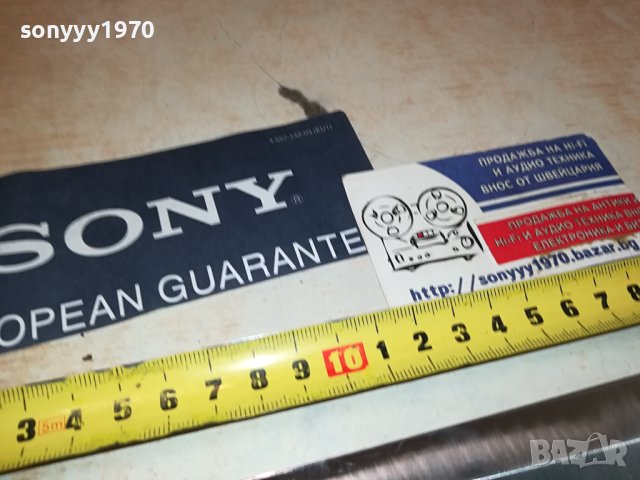 sonyyy1970
SONY
®
OPEAN GUARANTE
ПРОДАЖБА НА HI-FI
И АУДИО ТЕХНИКА
ВНОС ОТ ШВЕЙЦАРИЯ
ПРОДАЖБА НА АНТИКИ
HI-FI И АУДИО ТЕХНИКА
ЕЛЕКТРОНИКА И
http://sonyyy1970.bazar.
3 5m 4 5 6 7 8 9 10 1 2 3 4 5 6 7 8
BAZAR